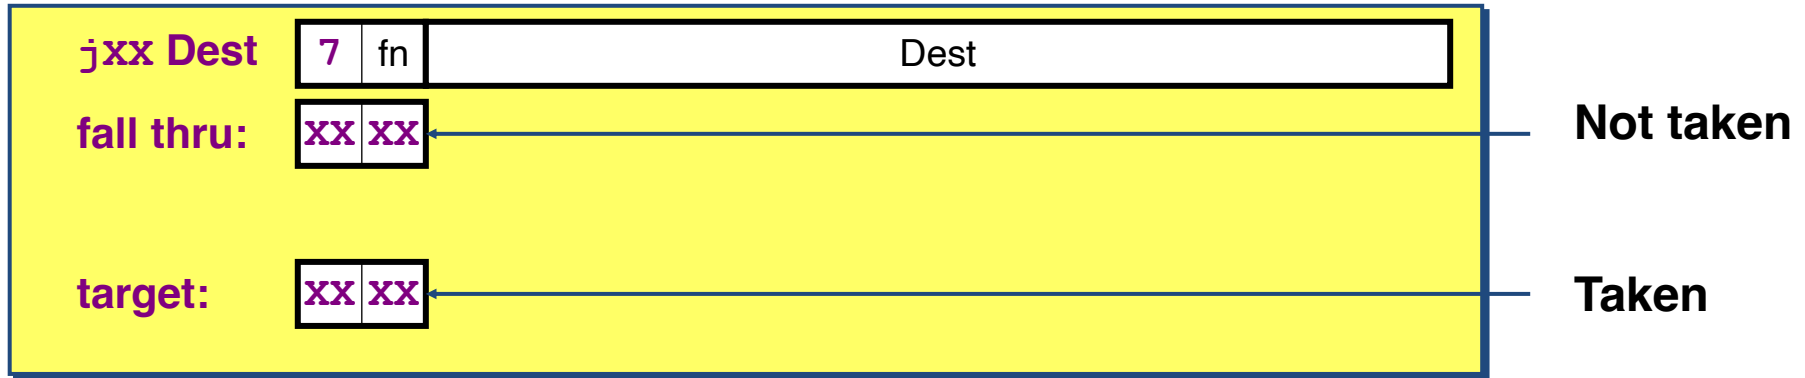 jXX Dest 7 fn Dest
fall thru: XX XX Not taken
target: XX XX Taken